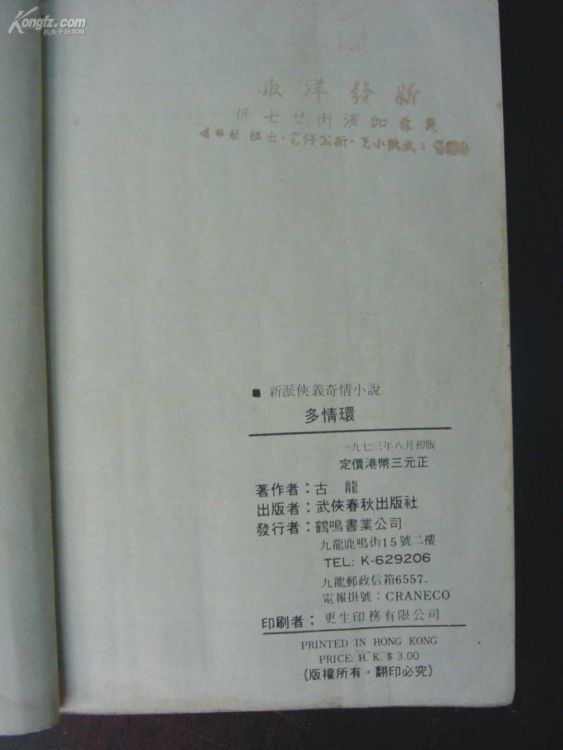 Kongfz.com
孔夫子旧书网
新發洋服
英籍加流街廿七
■ 新派俠義奇情小說
多情環
一九七三年八月初版
定價港幣三元正
著作者：古 龍
出版者：武俠春秋出版社
發行者：鶴鳴書業公司
九龍鹿鳴街15號二樓
TEL: K-629206
九龍郵政信箱6557.
電報掛號：CRANECO
印刷者：更生印務有限公司
PRINTED IN HONG KONG
PRICE: H. K. $ 3.00
(版權所有·翻印必究)